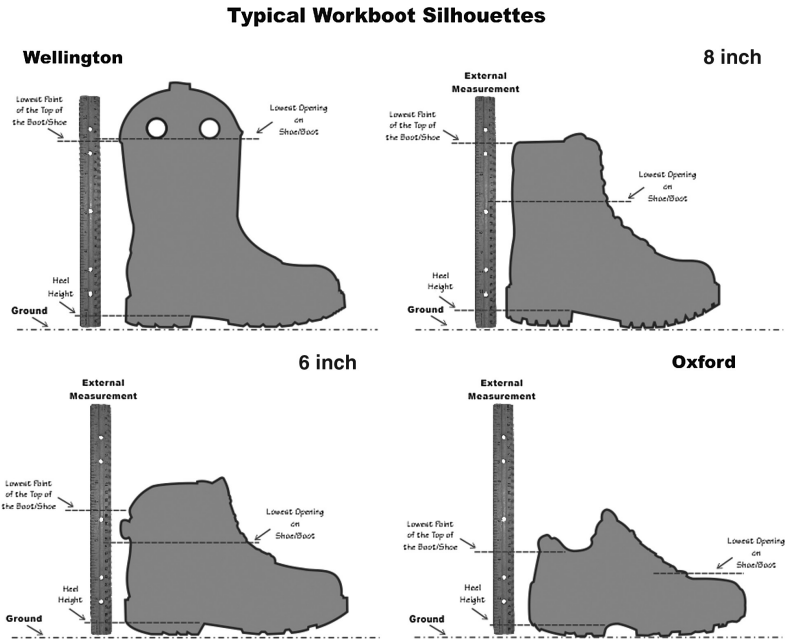 Typical Workboot Silhouettes
Wellington
Lowest Point
of the Top of
the Boot/Shoe
Lowest Opening
on
Shoe/Boot
Heel
Height
Ground
8 inch
External
Measurement
Lowest Point
of the Top of
the Boot/Shoe
Lowest Opening
on
Shoe/Boot
Heel
Height
Ground
6 inch
External
Measurement
Lowest Point
of the Top of
the Boot/Shoe
Lowest Opening
on
Shoe/Boot
Heel
Height
Ground
Oxford
External
Measurement
Lowest Point
of the Top of
the Boot/Shoe
Lowest Opening
on
Shoe/Boot
Heel
Height
Ground